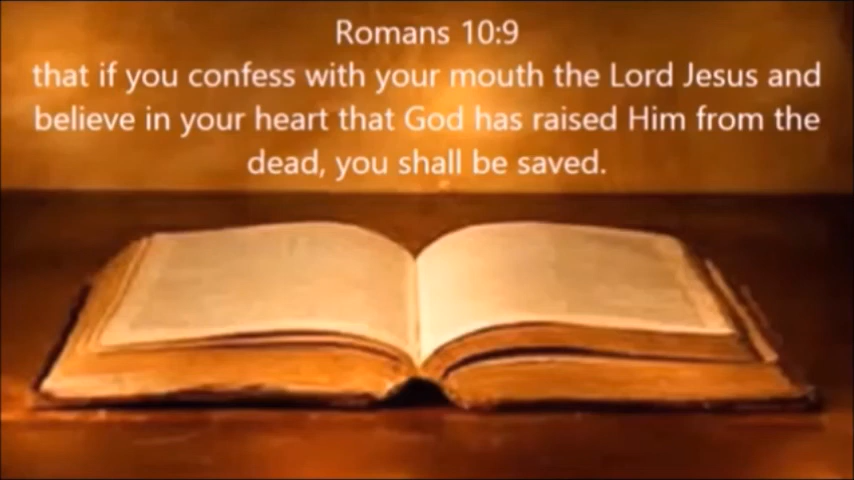 Romans 10:9
that if you confess with your mouth the Lord Jesus and
believe in your heart that God has raised Him from the
dead, you shall be saved.